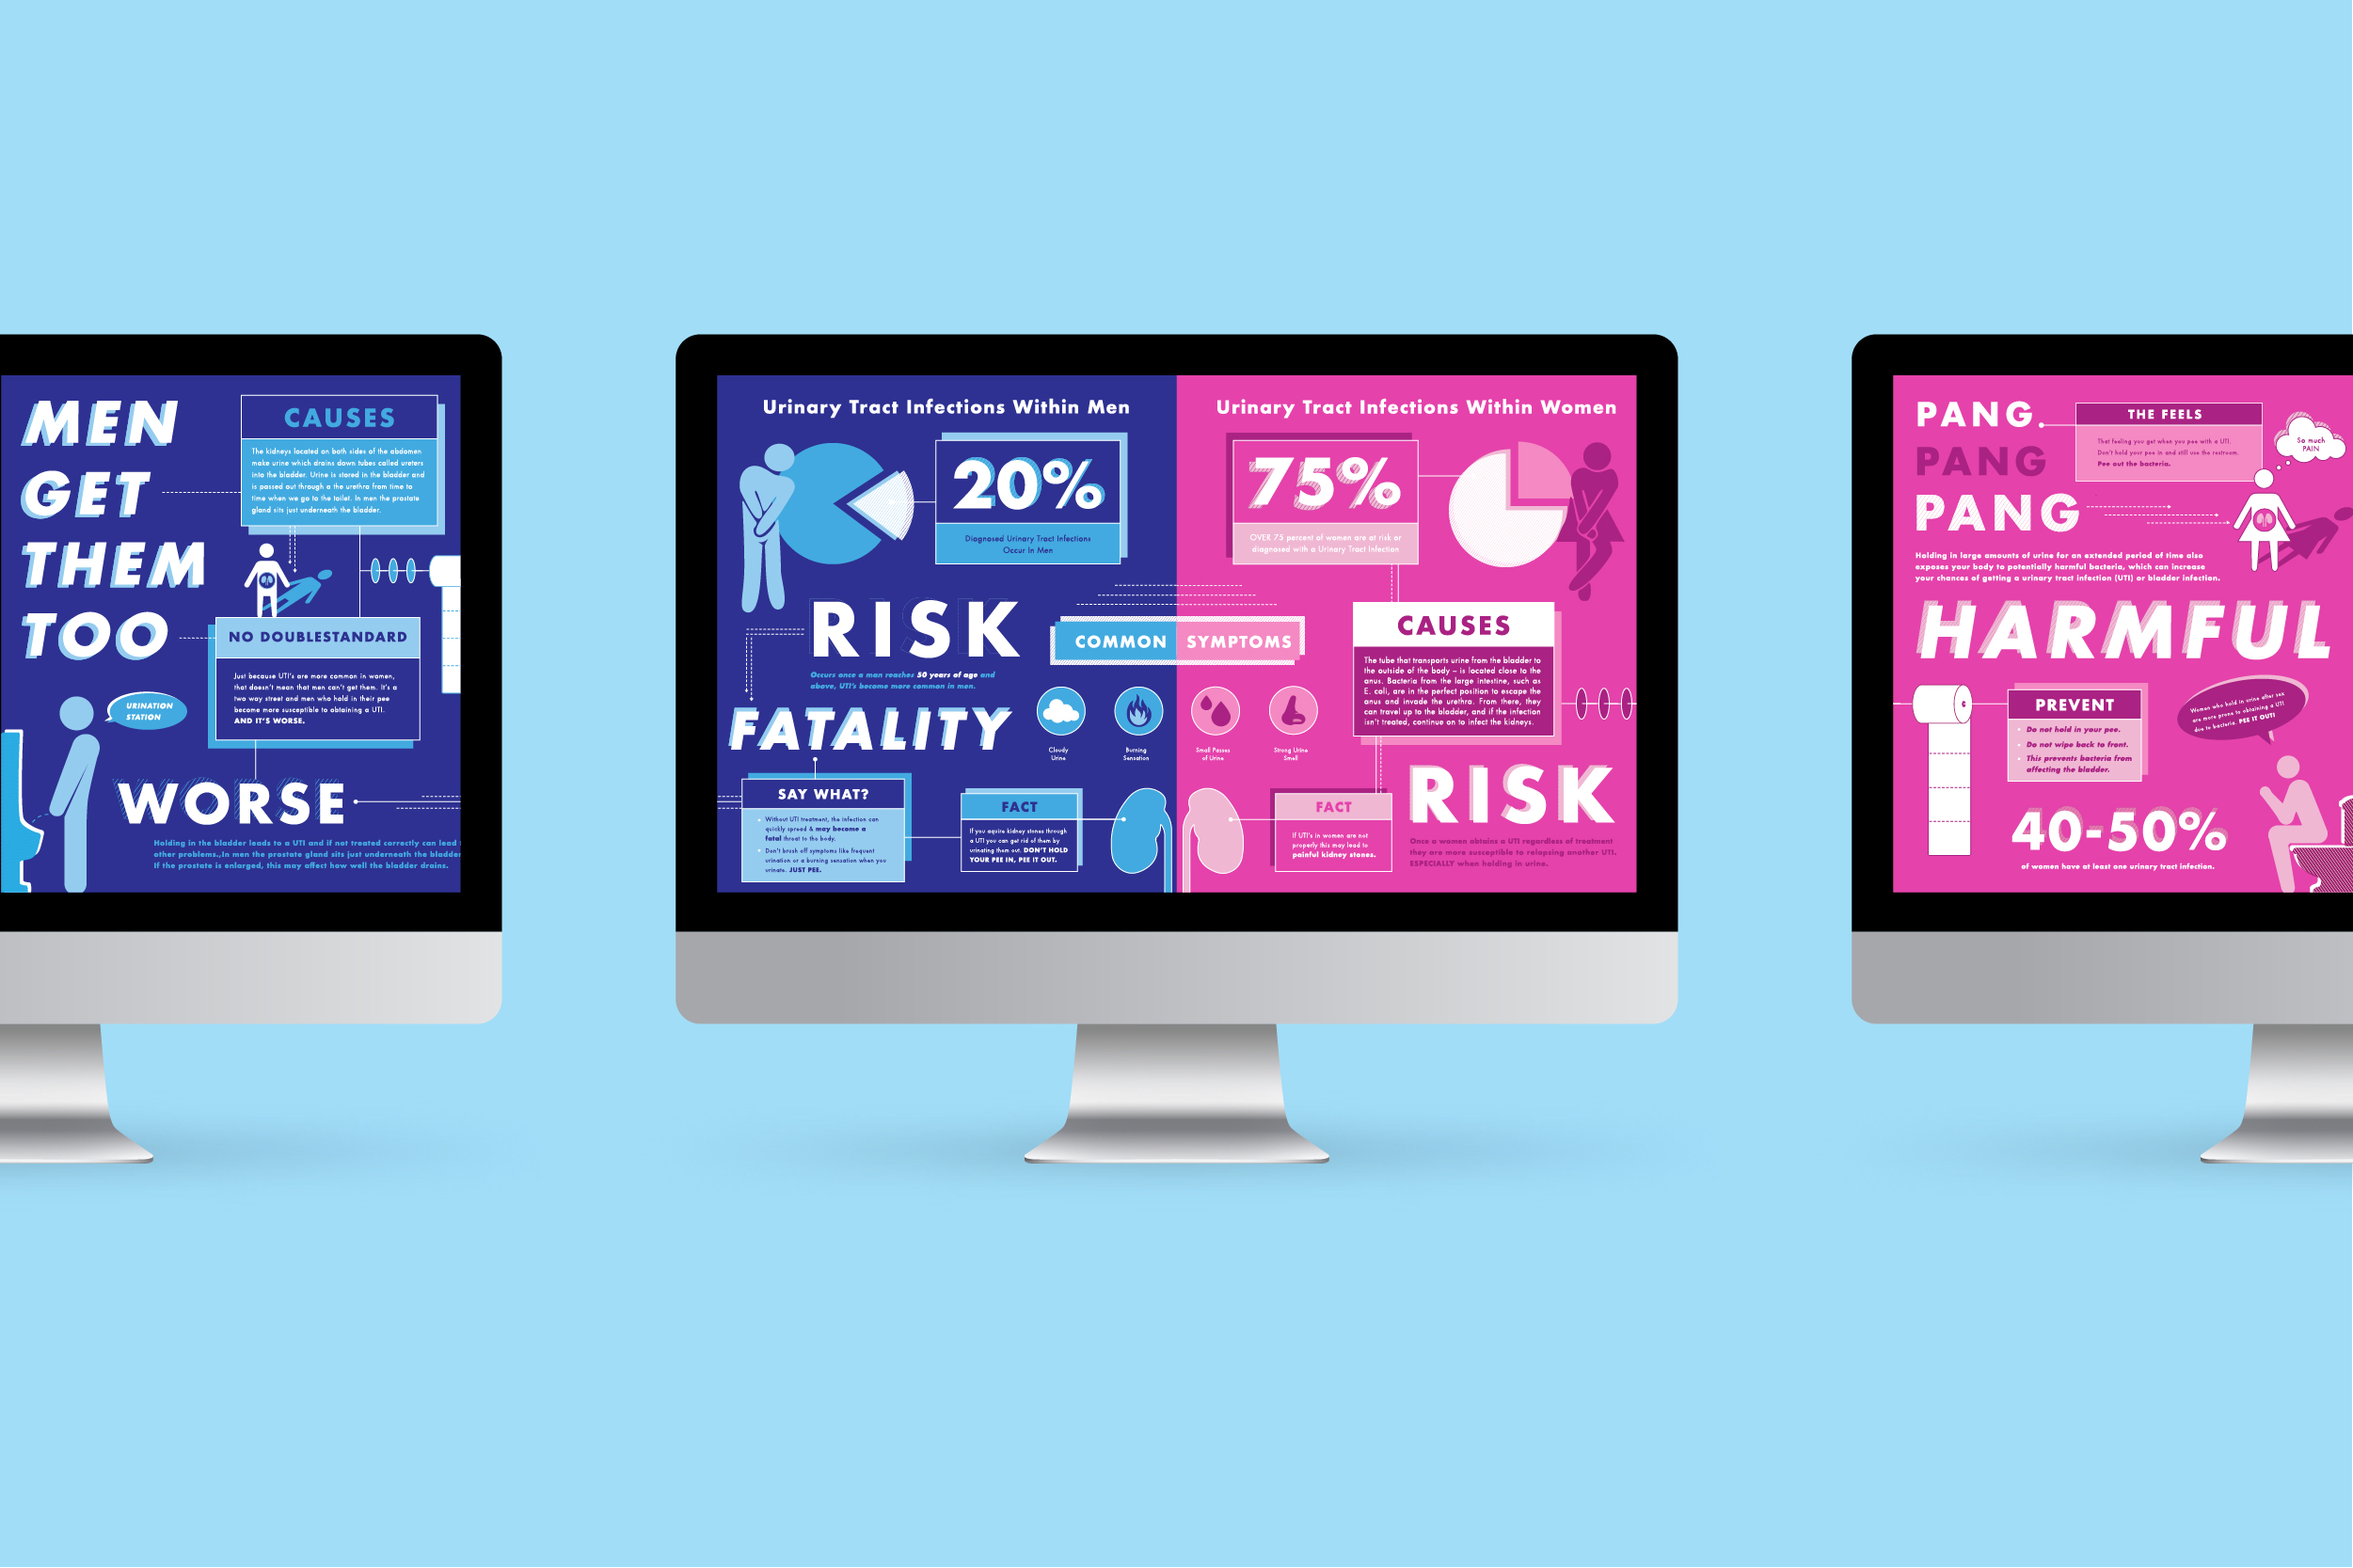 MEN
GET
THEM
TOO
CAUSES
The kidneys located on both sides of the abdomen
make urine which drains down tubes called ureters
into the bladder. Urine is stored in the bladder and
is passed out through a the urethra from time to
time when we go to the toilet. In men the prostate
gland sits just underneath the bladder.
NO DOUBLESTANDARD
Just because UTI's are more common in women,
that doesn't mean that men can't get them. It's a
two way street and men who hold in their pee
become more susceptible to obtaining a UTI.
AND IT'S WORSE.
URINATION
STATION
WORSE
Holding in the bladder leads to a UTI and if not treated correctly can lead
other problems.,In men the prostate gland sits just underneath the bladder
If the prostate is enlarged, this may affect how well the bladder drains.
Urinary Tract Infections Within Men
20%
Diagnosed Urinary Tract Infections
Occur In Men
RISK
Occurs once a man reaches 50 years of age and
above, UTI's become more common in men.
FATALITY
SAY WHAT?
Without UTI treatment, the infection can
quickly spread & may become a
fatal threat to the body.
Don't brush off symptoms like frequent
urination or a burning sensation when you
urinate. JUST PEE.
COMMON SYMPTOMS
Cloudy
Urine
Burning
Sensation
Small Passes
of Urine
Strong Urine
Smell
FACT
If you aquire kidney stones through
a UTI you can get rid of them by
urinating them out. DON'T HOLD
YOUR PEE IN, PEE IT OUT.
Urinary Tract Infections Within Women
75%
OVER 75 percent of women are at risk or
diagnosed with a Urinary Tract Infection
CAUSES
The tube that transports urine from the bladder to
the outside of the body – is located close to the
anus. Bacteria from the large intestine, such as
E. coli, are in the perfect position to escape the
anus and invade the urethra. From there, they
can travel up to the bladder, and if the infection
isn't treated, continue on to infect the kidneys.
FACT
If UTI's in women are not
properly this may lead to
painful kidney stones.
RISK
Once a woman obtains a UTI regardless of treatment
they are more susceptible to relapsing another UTI.
ESPECIALLY when holding in urine.
PANG
PANG
PANG
THE FEELS
That feeling you get when you pee with a UTI.
Don't hold your pee in and still use the restroom.
Pee out the bacteria.
So much
PAIN
Holding in large amounts of urine for an extended period of time also
exposes your body to potentially harmful bacteria, which can increase
your chances of getting a urinary tract infection (UTI) or bladder infection.
HARMFUL
PREVENT
Do not hold in your pee.
Do not wipe back to front.
This prevents bacteria from
affecting the bladder.
Women who hold in urine after sex
are more prone to obtaining a UTI
due to bacteria. PEE IT OUT!
40-50%
of women have at least one urinary tract infection.